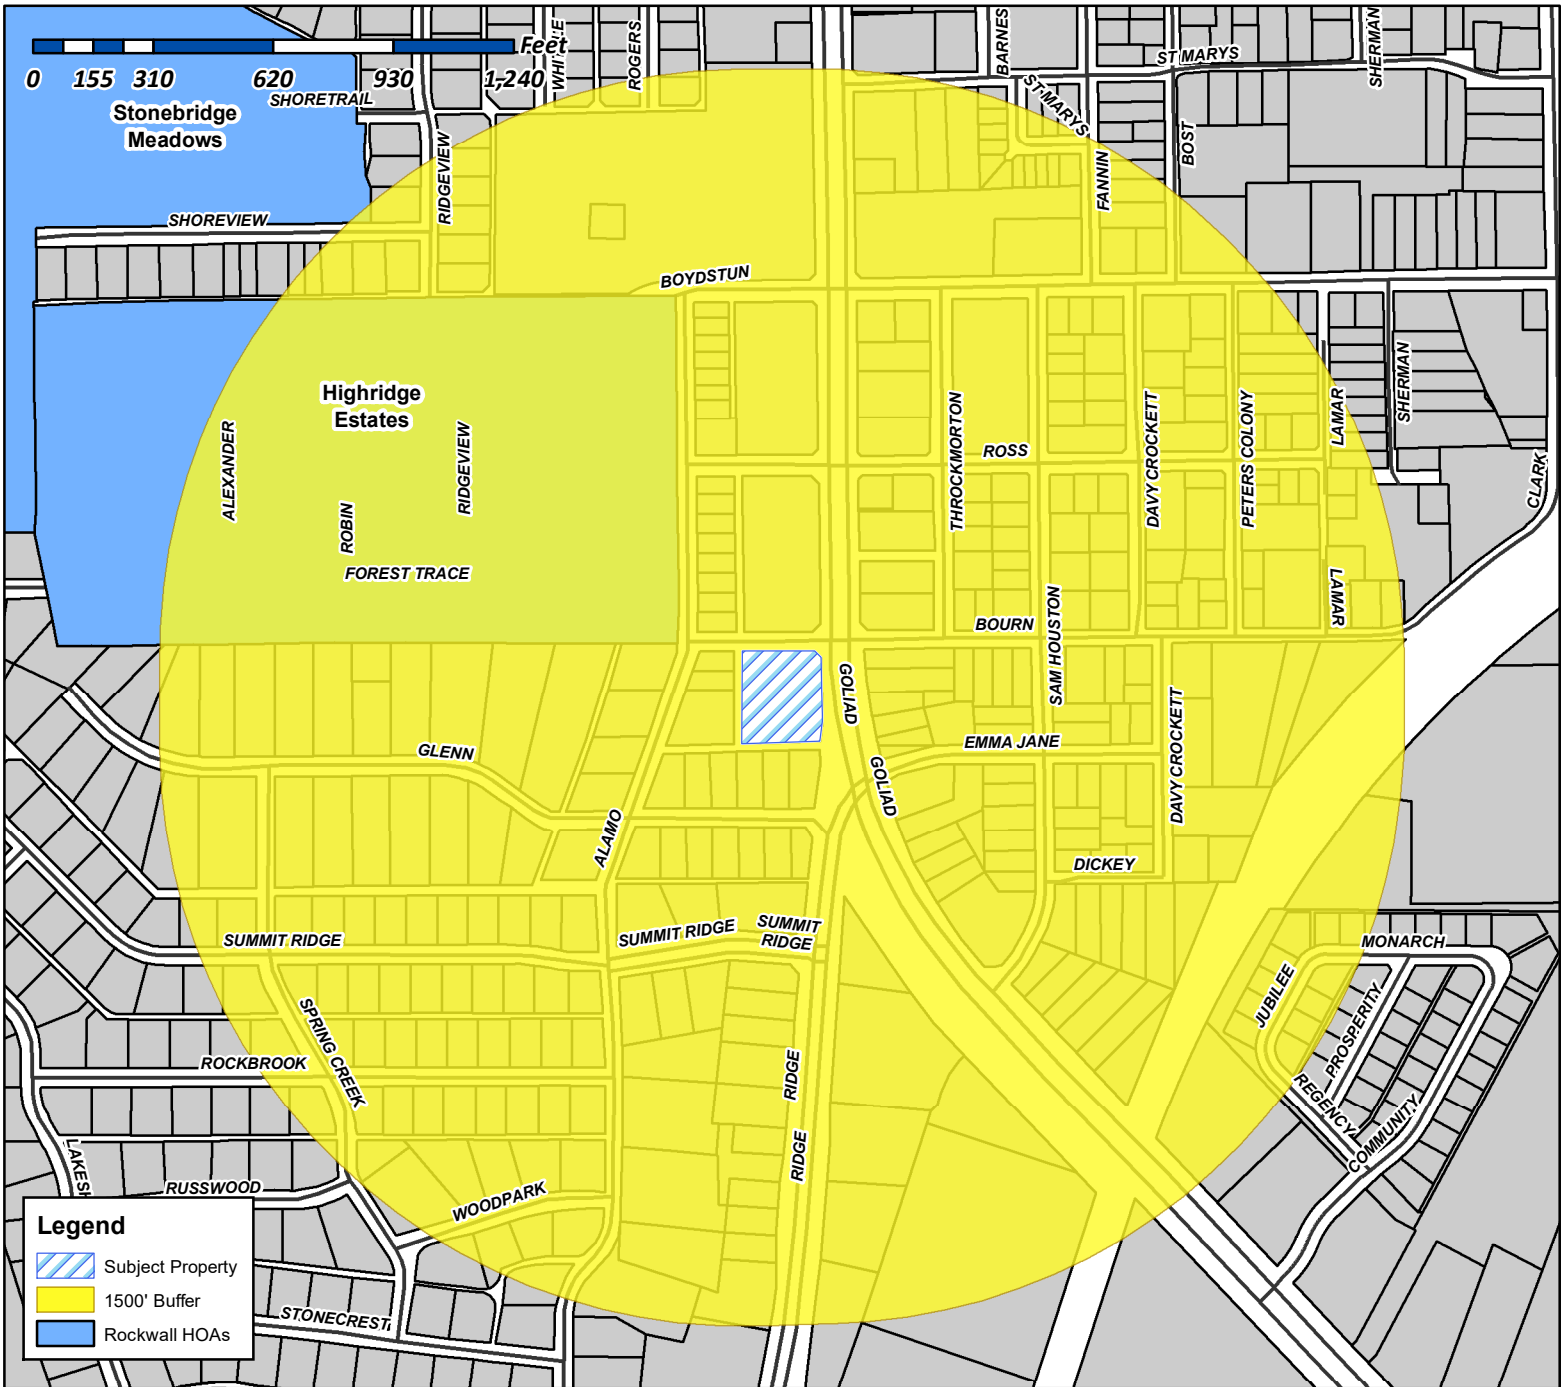 Feet
0 155 310 620 930 1,240
Stonebridge
Meadows
SHORETRAIL
ROGERS
BARNES
ST MARYS
SHERMAN
ST MARYS
BOST
RIDGEVIEW
FANNIN
SHOREVIEW
BOYDSTUN
Highridge
Estates
ALEXANDER
ROBIN
RIDGEVIEW
FOREST TRACE
THROCKMORTON
ROSS
DAVY CROCKETT
PETERS COLONY
LAMAR
SHERMAN
CLARK
LAMAR
BOURN
SAM HOUSTON
GOLIAD
EMMA JANE
DAVY CROCKETT
GLENN
GOLIAD
ALAMO
DICKEY
SUMMIT RIDGE
SUMMIT RIDGE
SUMMIT
RIDGE
MONARCH
JUBILEE
PROSPERITY
SPRING CREEK
ROCKBROOK
RIDGE
REGENCY
COMMUNITY
RIDGE
LAKESH
RUSSWOOD
WOODPARK
STONECREST
Legend
Subject Property
1500' Buffer
Rockwall HOAs